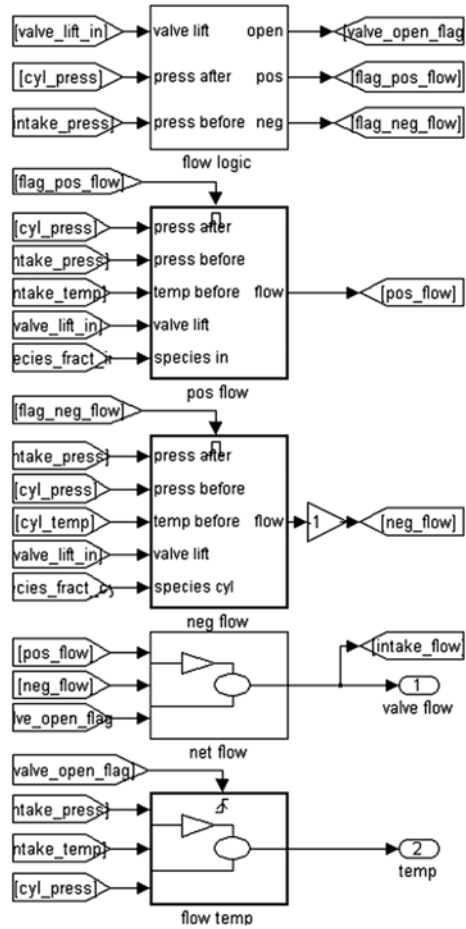 [valve_lift_in] valve lift open [valve_open_flag
[cyl_press] press after pos [flag_pos_flow]
intake_press} press before neg [flag_neg_flow]
flow logic
[flag_pos_flow]
[cyl_press] press after
ntake_press} press before
ntake_temp} temp before flow [pos_flow]
valve_lift_in] valve lift
ecies_fract_i species in
pos flow
[flag_neg_flow]
ntake_press} press after
[cyl_press] press before
[cyl_temp] temp before flow -1 [neg_flow]
valve_lift_in] valve lift
ecies_fract_c species cyl
neg flow
[pos_flow] [intake_flow
[neg_flow] 1
lve_open_flag valve flow
net flow
valve_open_flag]
ntake_press}
ntake_temp} 2
temp
[cyl_press]
flow temp